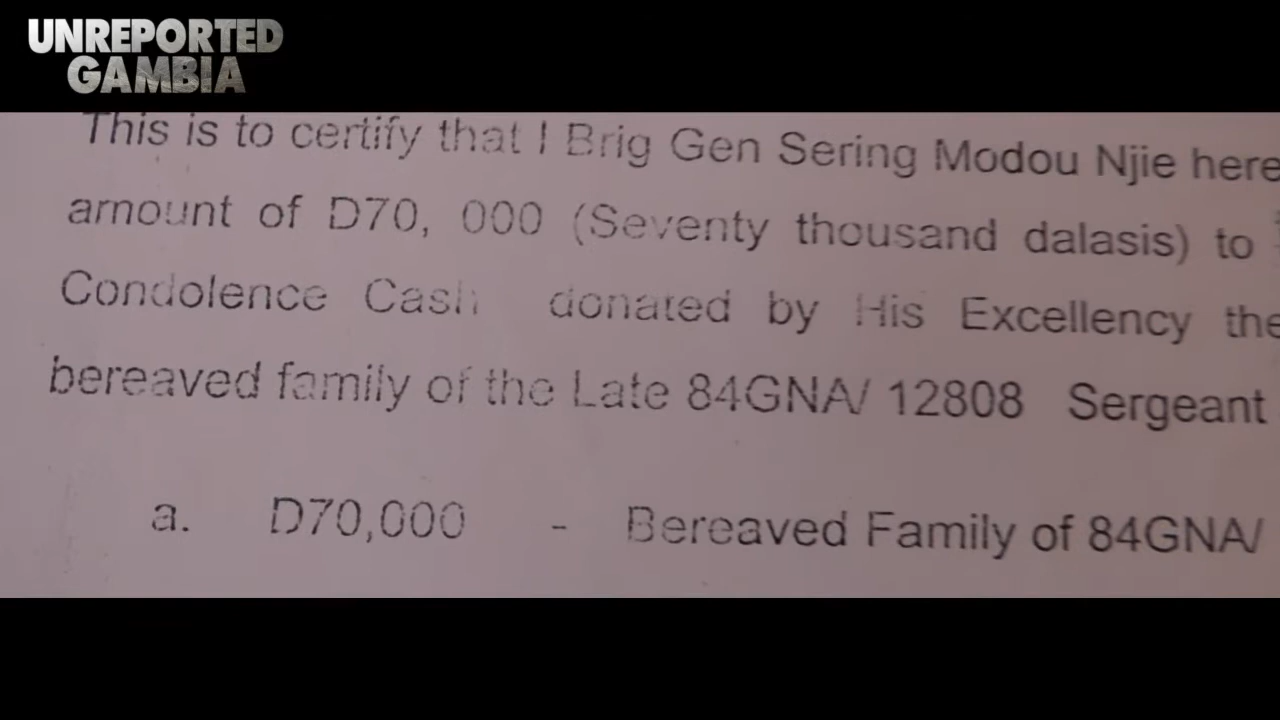 UNREPORTED
GAMBIA
This is to certify that I Brig Gen Sering Modou Njie here
amount of D70, 000 (Seventy thousand dalasis) to
Condolence Cash donated by His Excellency the
bereaved family of the Late 84GNA/ 12808 Sergeant
a. D70,000 - Bereaved Family of 84GNA/